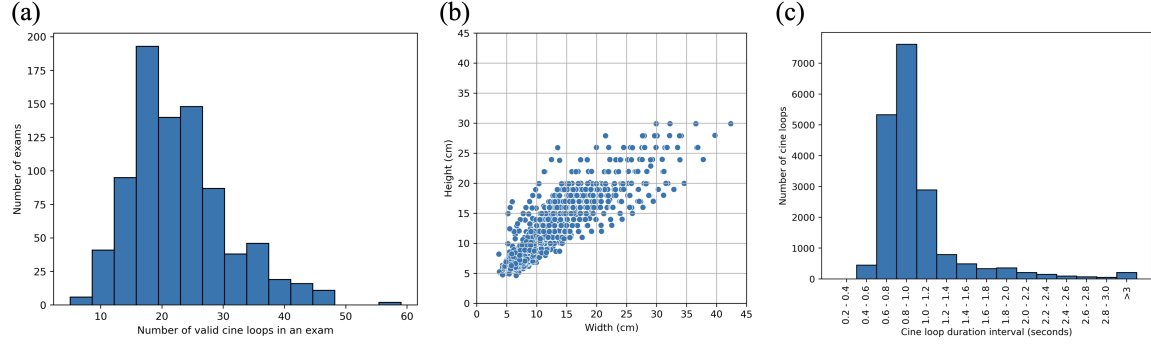 (a)
200
175
150
125
100
75
50
25
0
Number of exams
10 20 30 40 50 60
Number of valid cine loops in an exam
(b)
45
40
35
30
25
20
15
10
5
0
Height (cm)
0 5 10 15 20 25 30 35 40 45
Width (cm)
(c)
7000
6000
5000
4000
3000
2000
1000
0
Number of cine loops
0.2 - 0.4
0.4 - 0.6
0.6 - 0.8
0.8 - 1.0
1.0 - 1.2
1.2 - 1.4
1.4 - 1.6
1.6 - 1.8
1.8 - 2.0
2.0 - 2.2
2.2 - 2.4
2.4 - 2.6
2.6 - 2.8
2.8 - 3.0
>3
Cine loop duration interval (seconds)